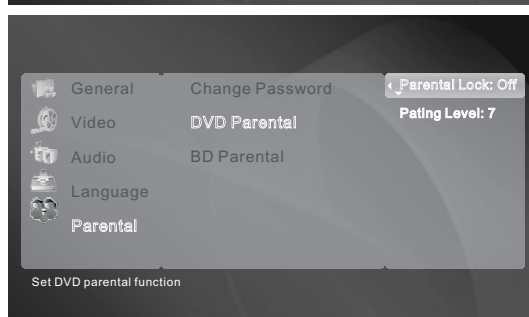 General
Video
Audio
Language
Parental
Change Password
DVD Parental
BD Parental
Parental Lock: Off
Pating Level: 7
Set DVD parental function